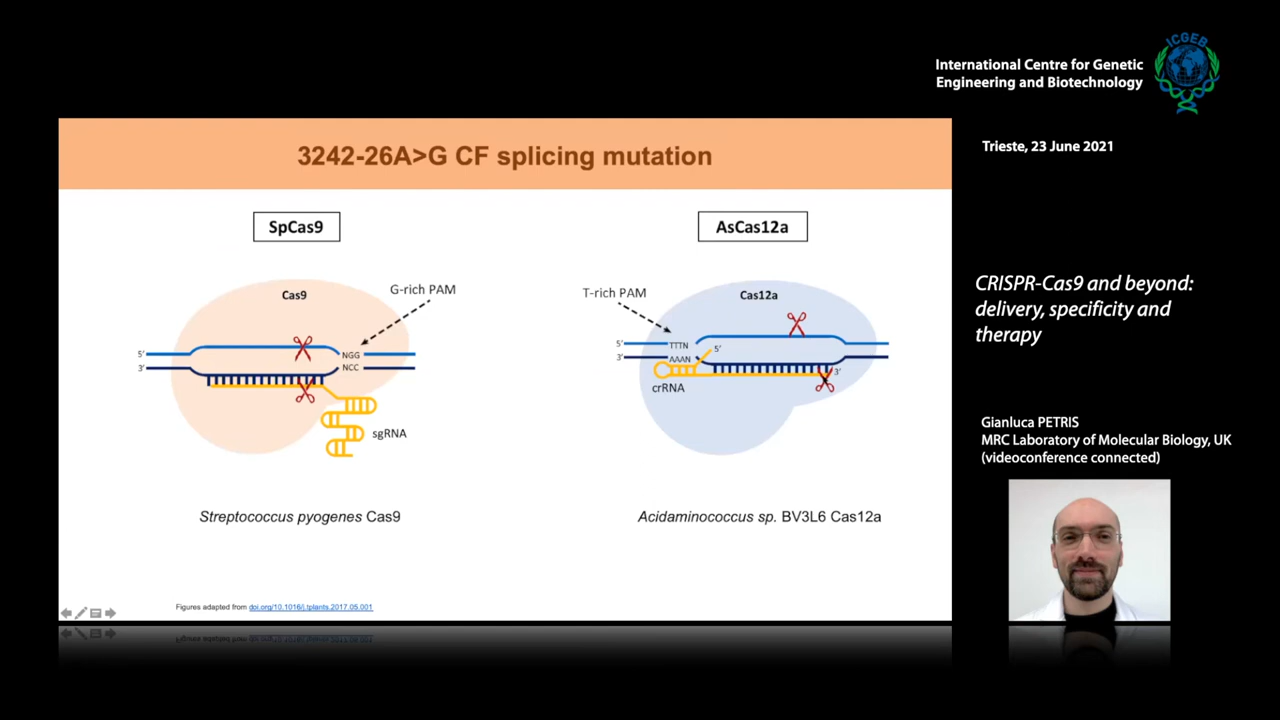 ICGEB
International Centre for Genetic
Engineering and Biotechnology
Trieste, 23 June 2021
3242-26A>G CF splicing mutation
SpCas9
AsCas12a
Cas9
G-rich PAM
5'
3'
NGG
NCC
sgRNA
T-rich PAM
Cas12a
5'
3'
TTTN
AAAN
5'
3'
crRNA
Streptococcus pyogenes Cas9
Acidaminococcus sp. BV3L6 Cas12a
Figures adapted from doi.org/10.1016/j.tplants.2017.05.001
CRISPR-Cas9 and beyond:
delivery, specificity and
therapy
Gianluca PETRIS
MRC Laboratory of Molecular Biology, UK
(videoconference connected)